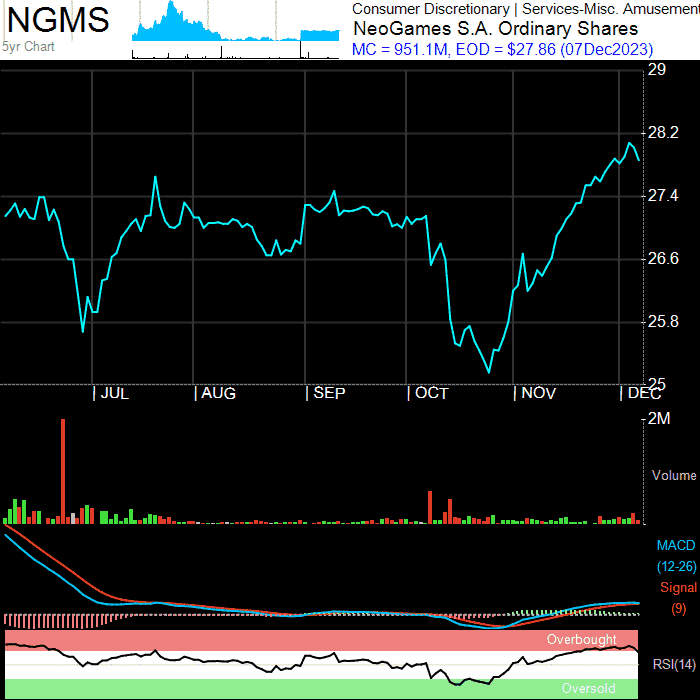 NGMS
5yr Chart
Consumer Discretionary | Services-Misc. Amusement
NeoGames S.A. Ordinary Shares
MC = 951.1M, EOD = $27.86 (07Dec2023)
29
28.2
27.4
26.6
25.8
25
JUL
AUG
SEP
OCT
NOV
DEC
2M
Volume
MACD
(12-26)
Signal
(9)
Overbought
RSI(14)
Oversold